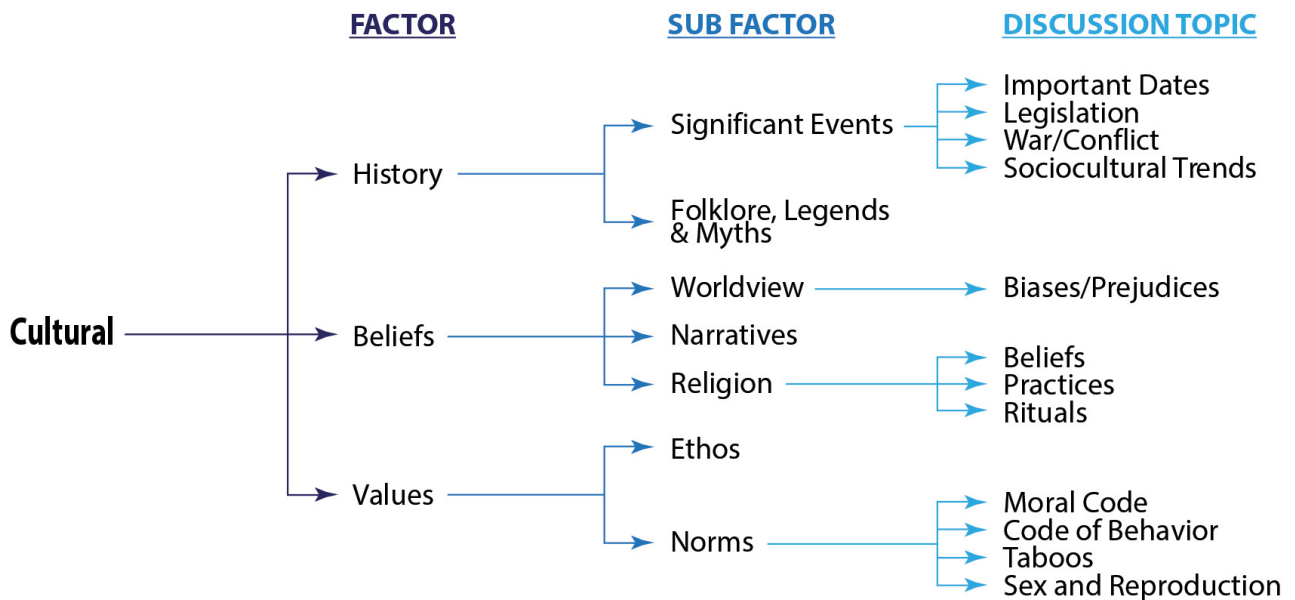 FACTOR
SUB FACTOR
DISCUSSION TOPIC
Cultural
History
Significant Events
Important Dates
Legislation
War/Conflict
Sociocultural Trends
Folklore, Legends
& Myths
Beliefs
Worldview
Biases/Prejudices
Narratives
Religion
Beliefs
Practices
Rituals
Values
Ethos
Norms
Moral Code
Code of Behavior
Taboos
Sex and Reproduction